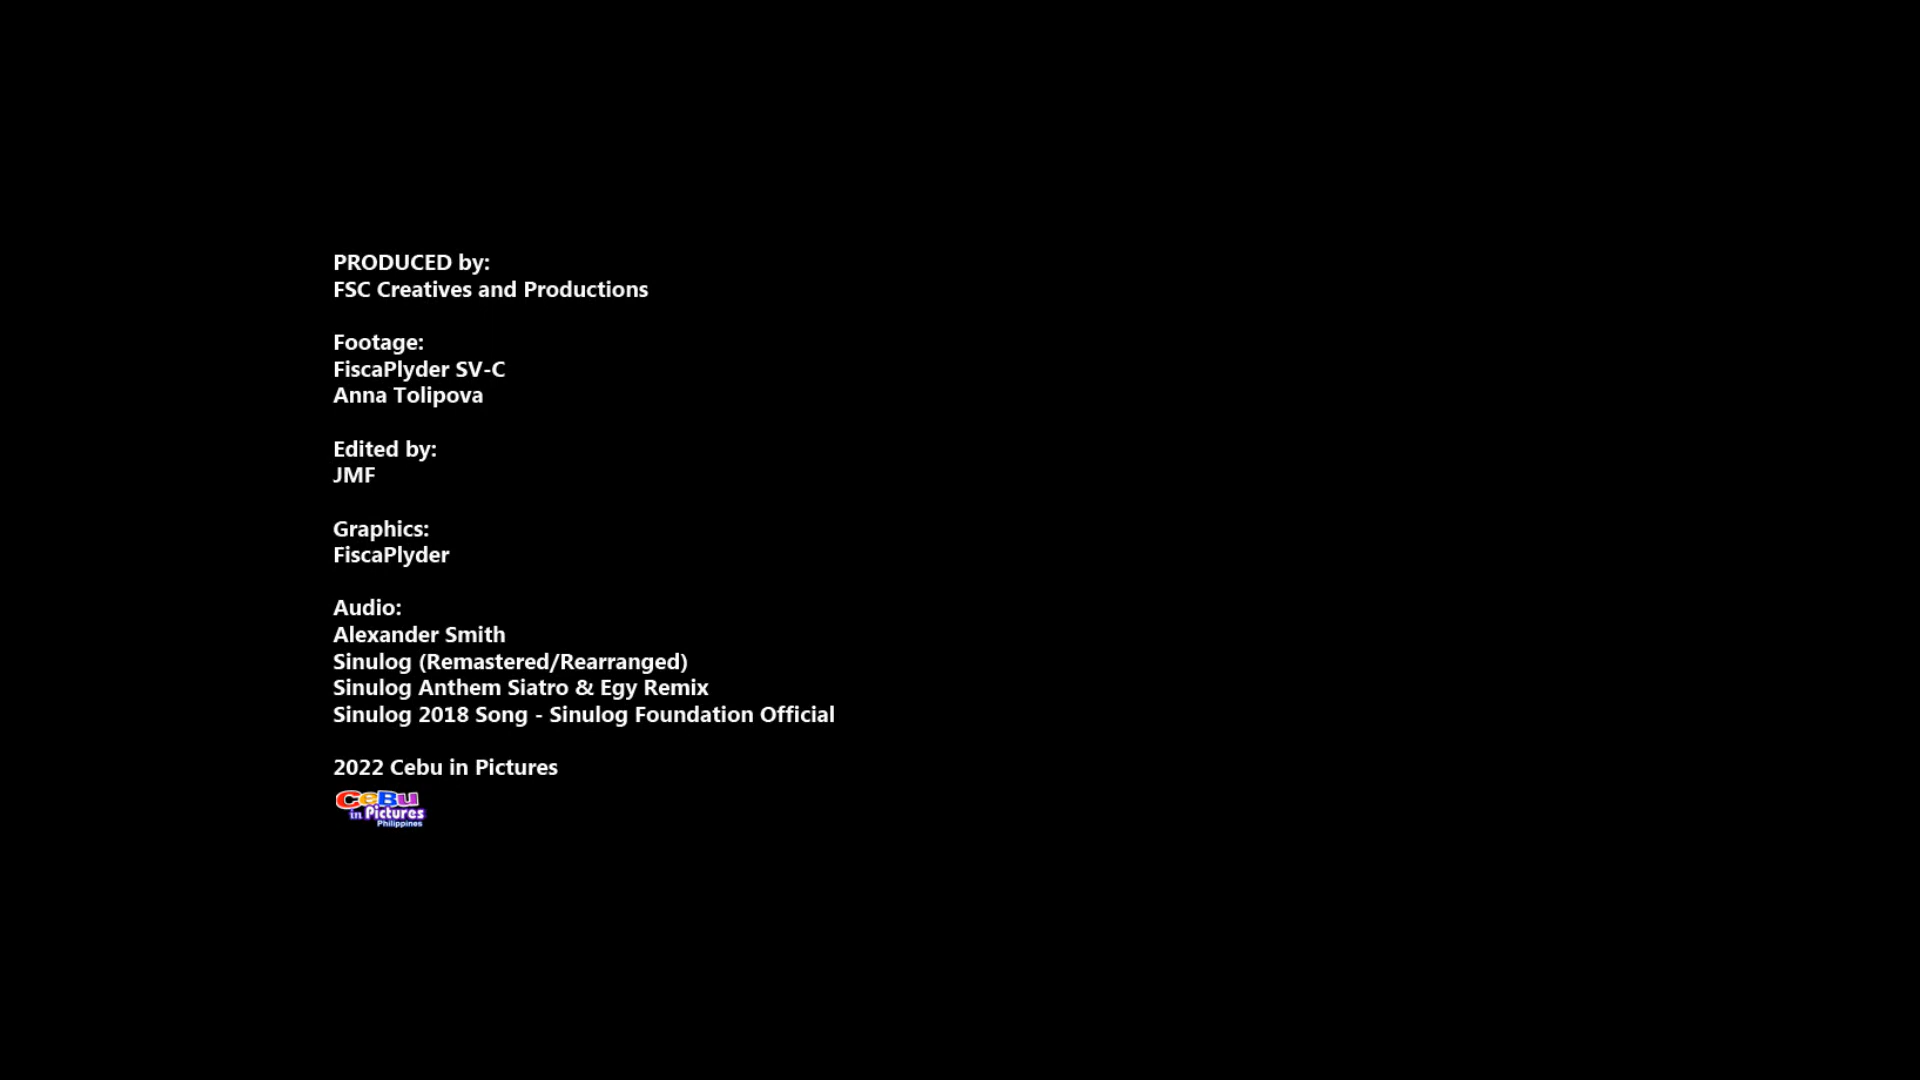 PRODUCED by:
FSC Creatives and Productions
Footage:
FiscaPlyder SV-C
Anna Tolipova
Edited by:
JMF
Graphics:
FiscaPlyder
Audio:
Alexander Smith
Sinulog (Remastered/Rearranged)
Sinulog Anthem Siatro & Egy Remix
Sinulog 2018 Song - Sinulog Foundation Official
2022 Cebu in Pictures
CeBu
in Pictures
Philippines